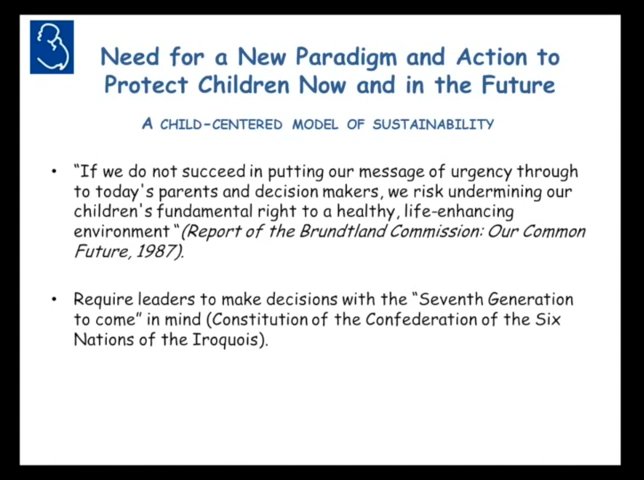 Need for a New Paradigm and Action to
Protect Children Now and in the Future
A CHILD-CENTERED MODEL OF SUSTAINABILITY
• "If we do not succeed in putting our message of urgency through
to today's parents and decision makers, we risk undermining our
children's fundamental right to a healthy, life-enhancing
environment "(Report of the Brundtland Commission: Our Common
Future, 1987).
• Require leaders to make decisions with the "Seventh Generation
to come" in mind (Constitution of the Confederation of the Six
Nations of the Iroquois).